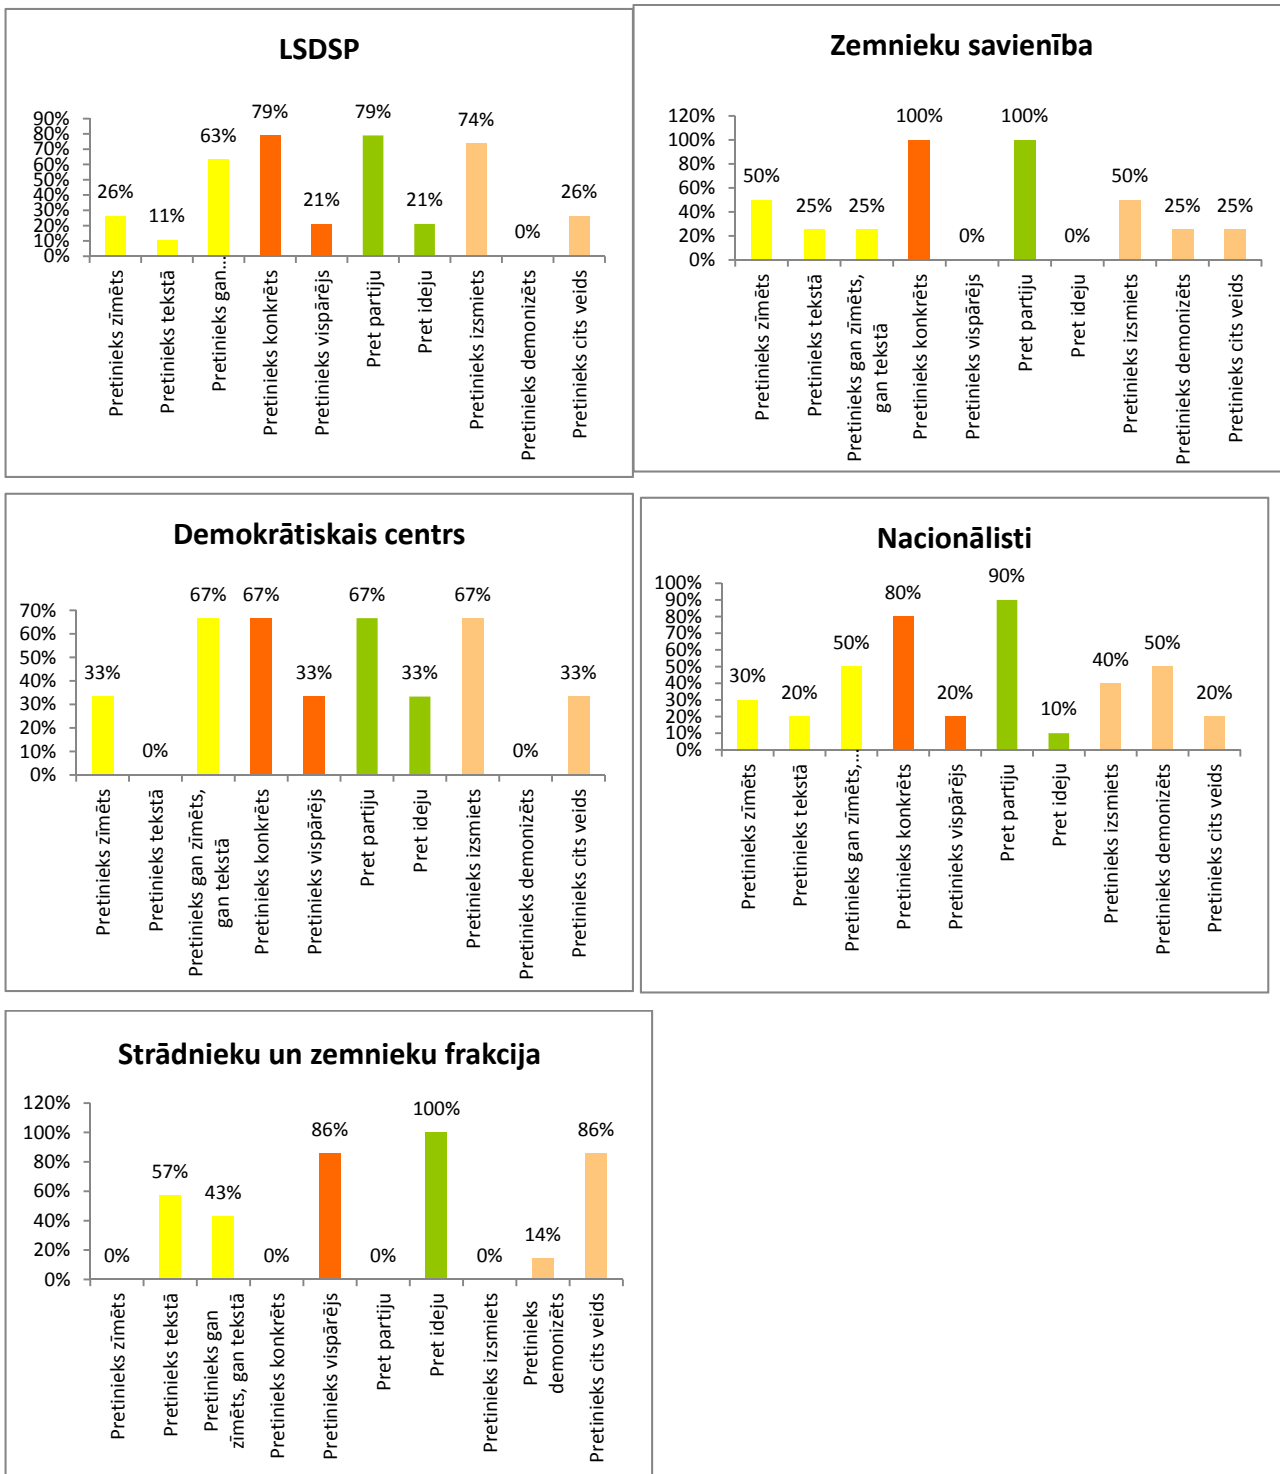 LSDSP
90%
80%
70%
60%
50%
40%
30%
20%
10%
0%
26%
11%
63%
79%
21%
79%
21%
74%
0%
26%
Pretinieks zīmēts
Pretinieks tekstā
Pretinieks gan…
Pretinieks konkrēts
Pretinieks vispārējs
Pret partiju
Pret ideju
Pretinieks izsmiets
Pretinieks demonizēts
Pretinieks cits veids
Zemnieku savienība
120%
100%
80%
60%
40%
20%
0%
50%
25%
25%
100%
0%
100%
0%
50%
25%
25%
Pretinieks zīmēts
Pretinieks tekstā
Pretinieks gan zīmēts,
gan tekstā
Pretinieks konkrēts
Pretinieks vispārējs
Pret partiju
Pret ideju
Pretinieks izsmiets
Pretinieks demonizēts
Pretinieks cits veids
Demokrātiskais centrs
70%
60%
50%
40%
30%
20%
10%
0%
33%
0%
67%
67%
33%
67%
33%
67%
0%
33%
Pretinieks zīmēts
Pretinieks tekstā
Pretinieks gan zīmēts,
gan tekstā
Pretinieks konkrēts
Pretinieks vispārējs
Pret partiju
Pret ideju
Pretinieks izsmiets
Pretinieks demonizēts
Pretinieks cits veids
Nacionālisti
100%
90%
80%
70%
60%
50%
40%
30%
20%
10%
0%
30%
20%
50%
80%
20%
90%
10%
40%
50%
20%
Pretinieks zīmēts
Pretinieks tekstā
Pretinieks gan zīmēts,…
Pretinieks konkrēts
Pretinieks vispārējs
Pret partiju
Pret ideju
Pretinieks izsmiets
Pretinieks demonizēts
Pretinieks cits veids
Strādnieku un zemnieku frakcija
120%
100%
80%
60%
40%
20%
0%
0%
57%
43%
0%
86%
0%
100%
0%
14%
86%
Pretinieks zīmēts
Pretinieks tekstā
Pretinieks gan
zīmēts, gan tekstā
Pretinieks konkrēts
Pretinieks vispārējs
Pret partiju
Pret ideju
Pretinieks izsmiets
Pretinieks
demonizēts
Pretinieks cits veids